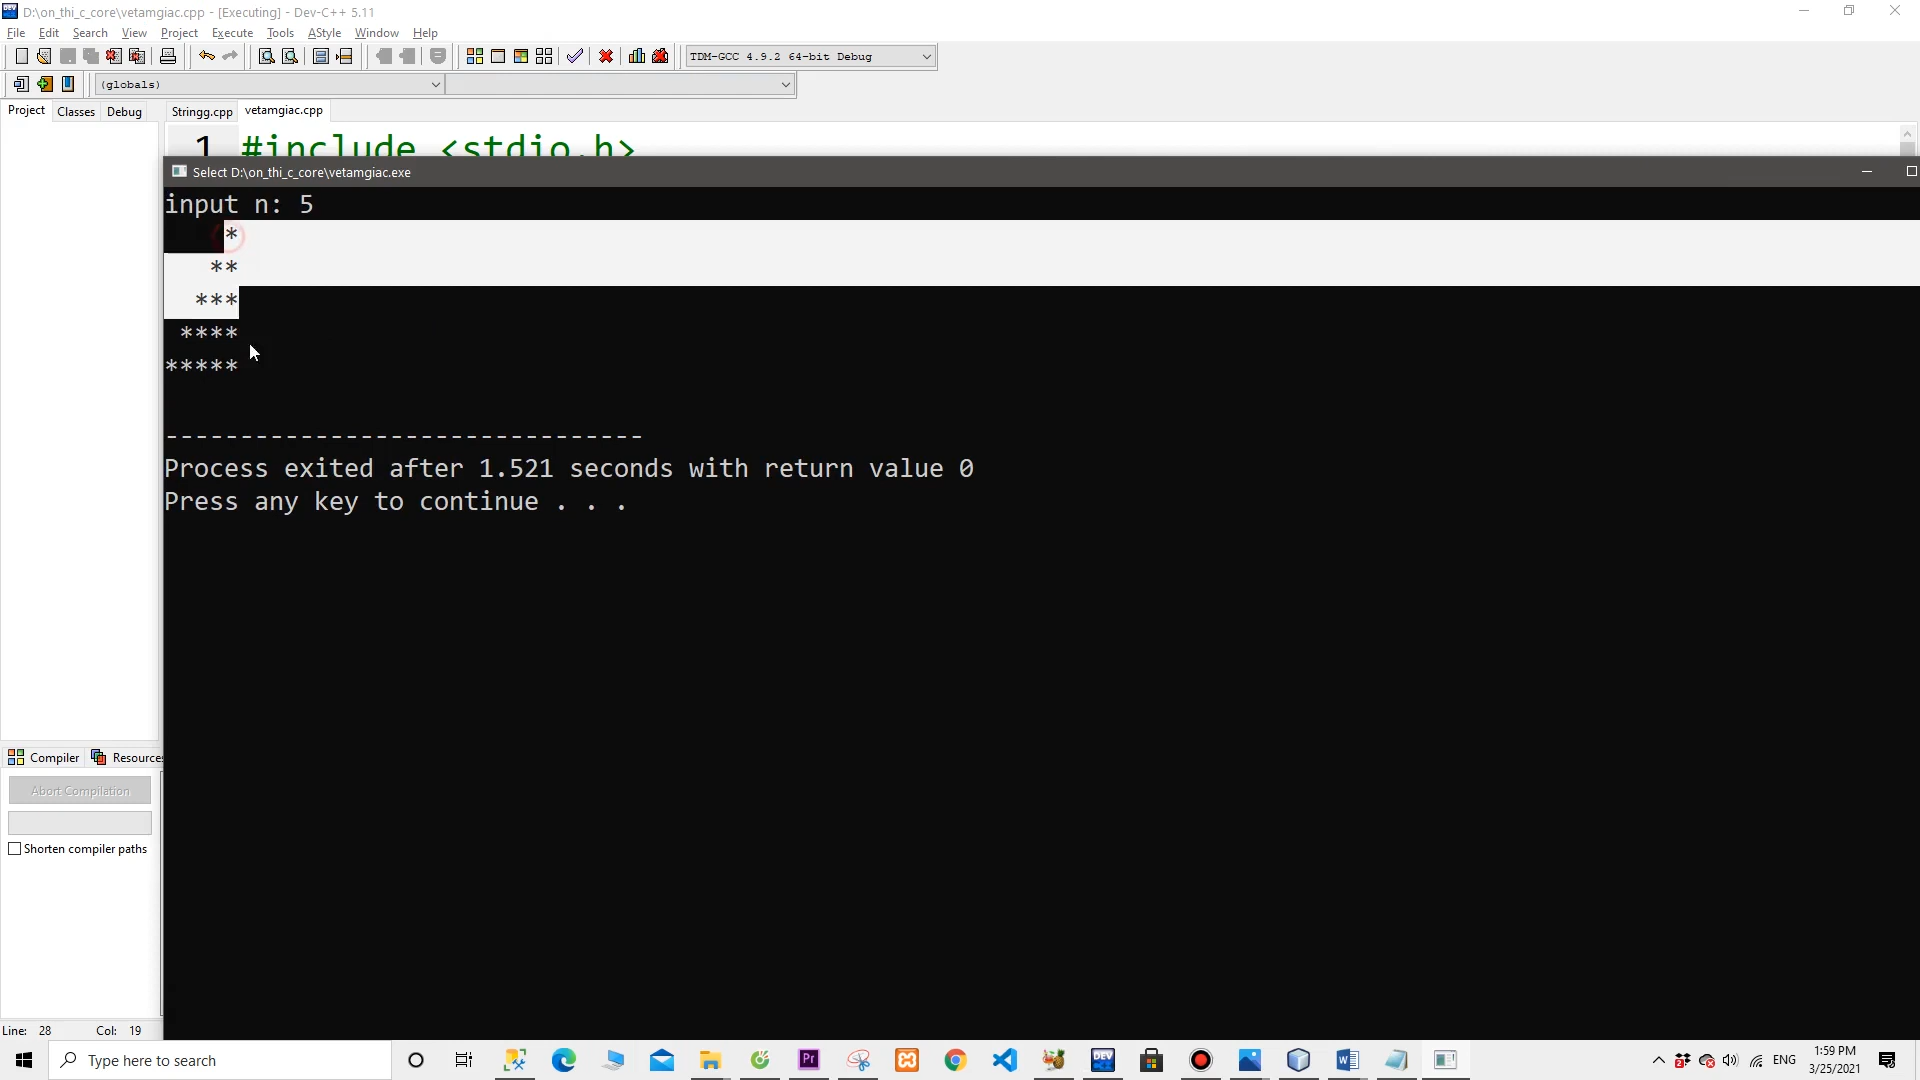 D:\on_thi_c_core\vetamgiac.cpp - [Executing] - Dev-C++ 5.11
File Edit Search View Project Execute Tools AStyle Window Help
TDM-GCC 4.9.2 64-bit Debug
(globals)
Project Classes Debug Stringg.cpp vetamgiac.cpp
1 #include <stdio.h>
Select D:\on_thi_c_core\vetamgiac.exe
input n: 5
*
**
***
****
*****
--------------------------------
Process exited after 1.521 seconds with return value 0
Press any key to continue . . .
Compiler Resources
Abort Compilation
Shorten compiler paths
Line: 28 Col: 19
Type here to search
Pr
DEV
ENG
1:59 PM
3/25/2021